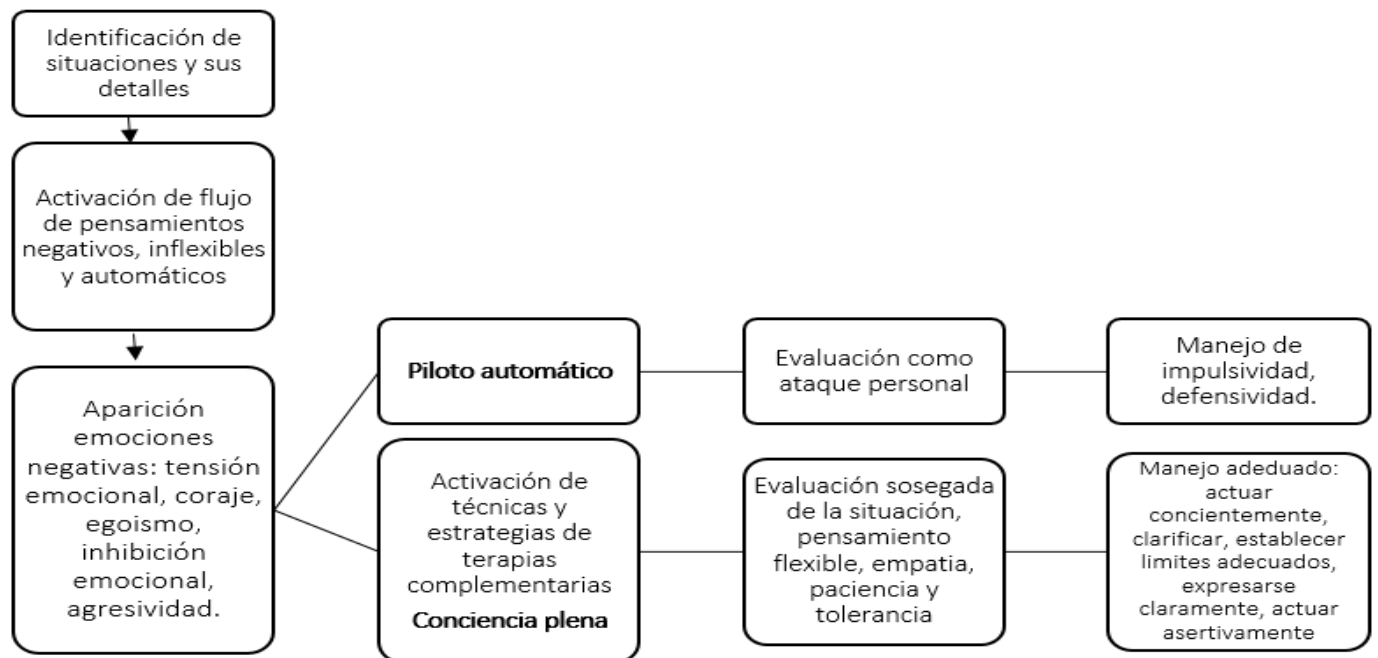 Identificación de
situaciones y sus
detalles
Activación de flujo
de pensamientos
negativos, inflexibles
y automáticos
Aparición
emociones
negativas: tensión
emocional, coraje,
egoismo,
inhibición
emocional,
agresividad.
Piloto automático
Evaluación como
ataque personal
Manejo de
impulsividad,
defensividad.
Activación de
técnicas y
estrategias de
terapias
complementarias
Conciencia plena
Evaluación sosegada
de la situación,
pensamiento
flexible, empatia,
paciencia y
tolerancia
Manejo adeduado:
actuar
concientemente,
clarificar, establecer
limites adecuados,
expresarse
claramente, actuar
asertivamente